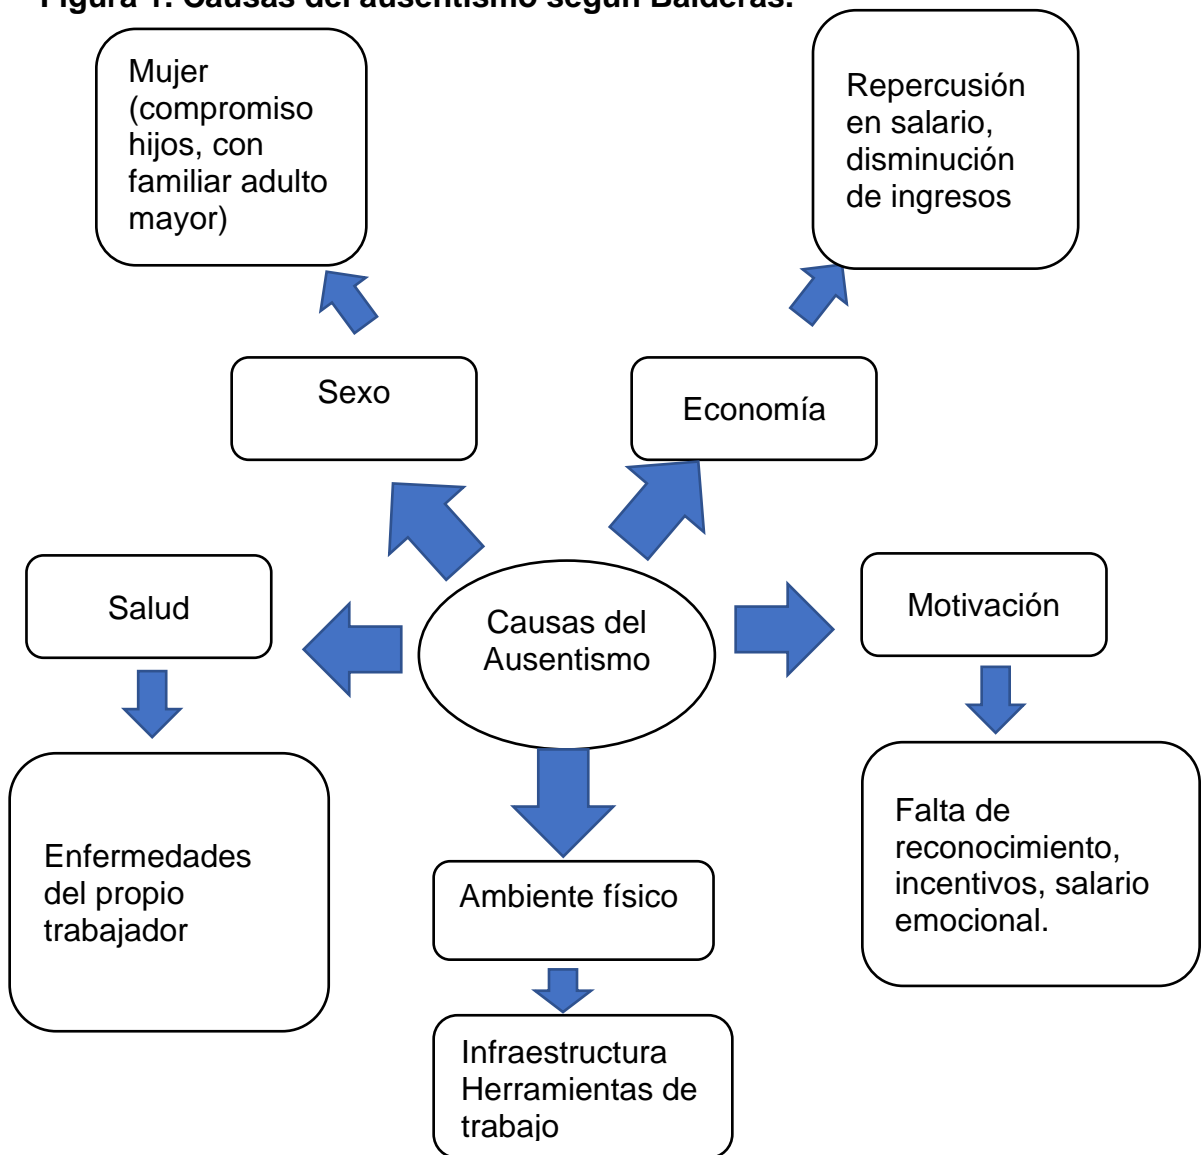 Figura 1. Causas del ausentismo según Balderas.
Mujer
(compromiso
hijos, con
familiar adulto
mayor)
Repercusión
en salario,
disminución
de ingresos
Sexo
Economía
Salud
Causas del
Ausentismo
Motivación
Enfermedades
del propio
trabajador
Ambiente físico
Falta de
reconocimiento,
incentivos, salario
emocional.
Infraestructura
Herramientas de
trabajo